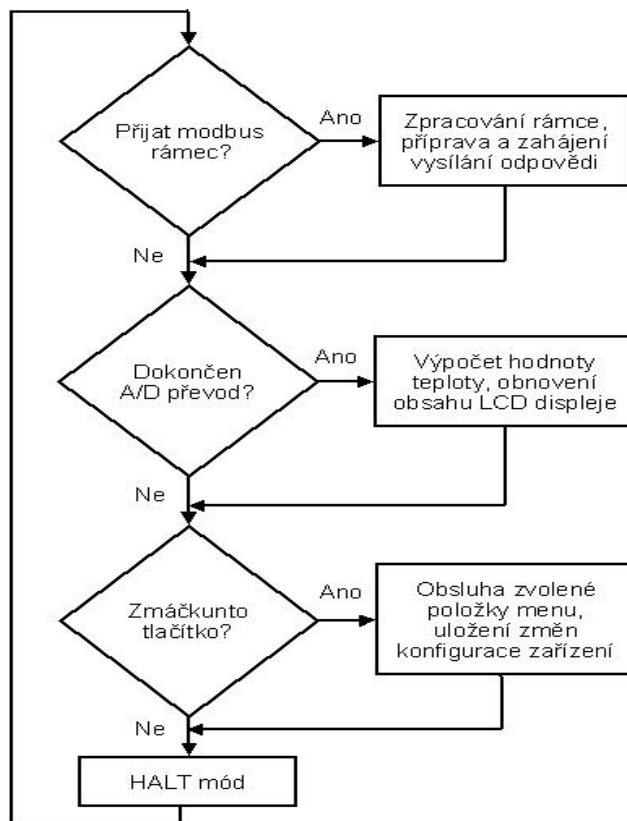 Přijat modbus
rámec?
Ano
Zpracování rámce,
příprava a zahájení
vysílání odpovědi
Ne
Dokončen
A/D převod?
Ano
Výpočet hodnoty
teploty, obnovení
obsahu LCD displeje
Ne
Zmáčkunto
tlačítko?
Ano
Obsluha zvolené
položky menu,
uložení změn
konfigurace zařízení
Ne
HALT mód